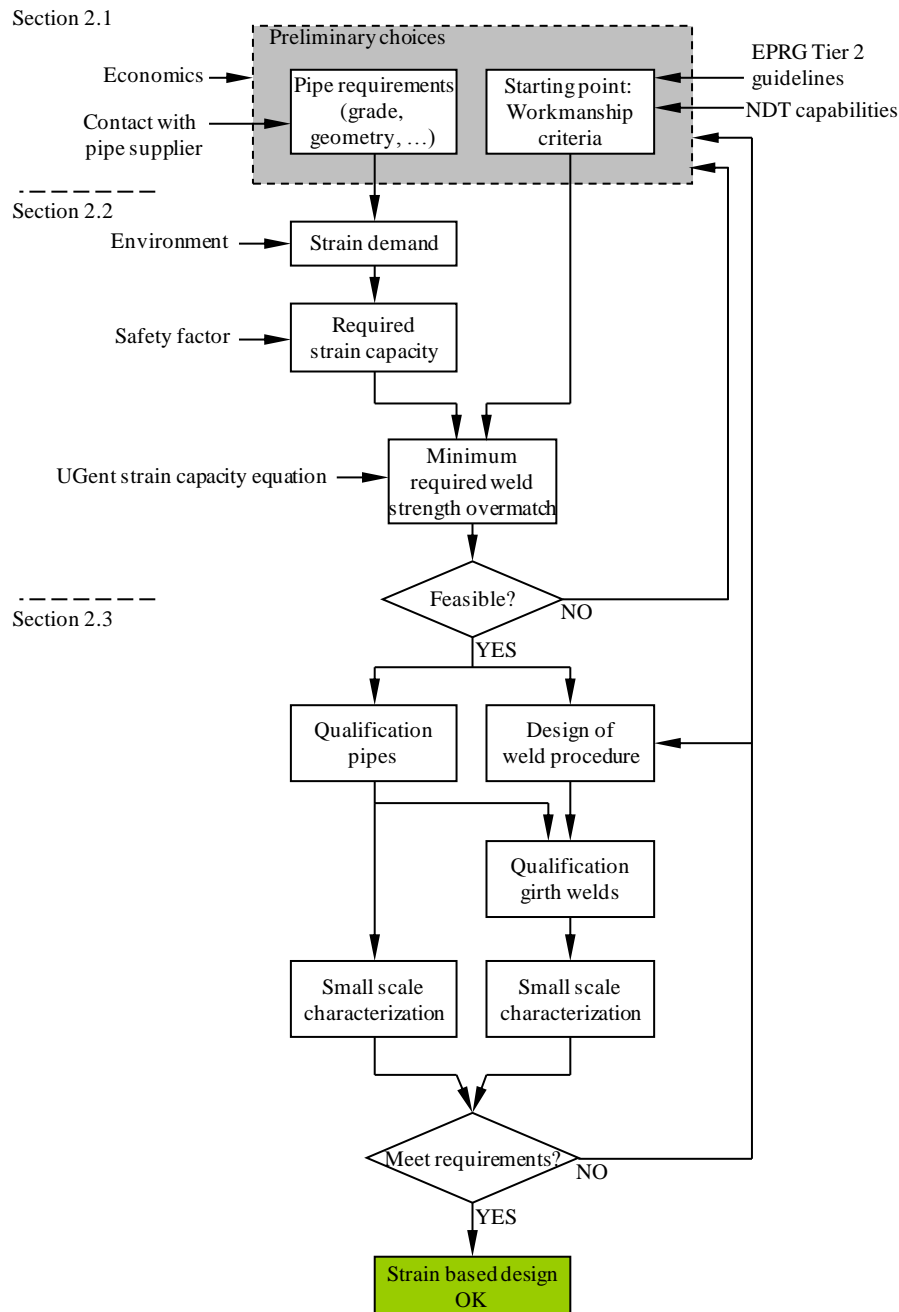 Section 2.1
Preliminary choices
Economics
Pipe requirements
(grade,
geometry, …)
Contact with
pipe supplier
Starting point:
Workmanship
criteria
EPRG Tier 2
guidelines
NDT capabilities
Section 2.2
Environment
Strain demand
Safety factor
Required
strain capacity
UGent strain capacity equation
Minimum
required weld
strength overmatch
Feasible?
NO
Section 2.3
YES
Qualification
pipes
Design of
weld procedure
Qualification
girth welds
Small scale
characterization
Small scale
characterization
Meet requirements?
NO
YES
Strain based design
OK